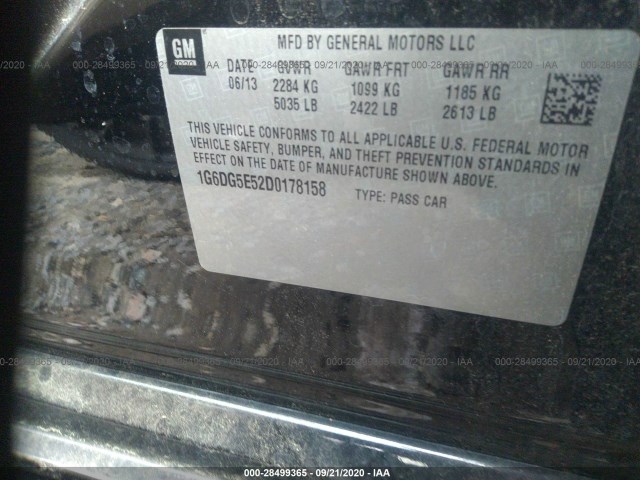 GM
MFD BY GENERAL MOTORS LLC
DATE GVWR GAWR FRT GAWR RR
06/13 2284 KG 1099 KG 1185 KG
5035 LB 2422 LB 2613 LB
THIS VEHICLE CONFORMS TO ALL APPLICABLE U.S. FEDERAL MOTOR
VEHICLE SAFETY, BUMPER, AND THEFT PREVENTION STANDARDS IN
EFFECT ON THE DATE OF MANUFACTURE SHOWN ABOVE.
1G6DG5E52D0178158 TYPE: PASS CAR
000-28499365 - 09/21/2020 - IAA